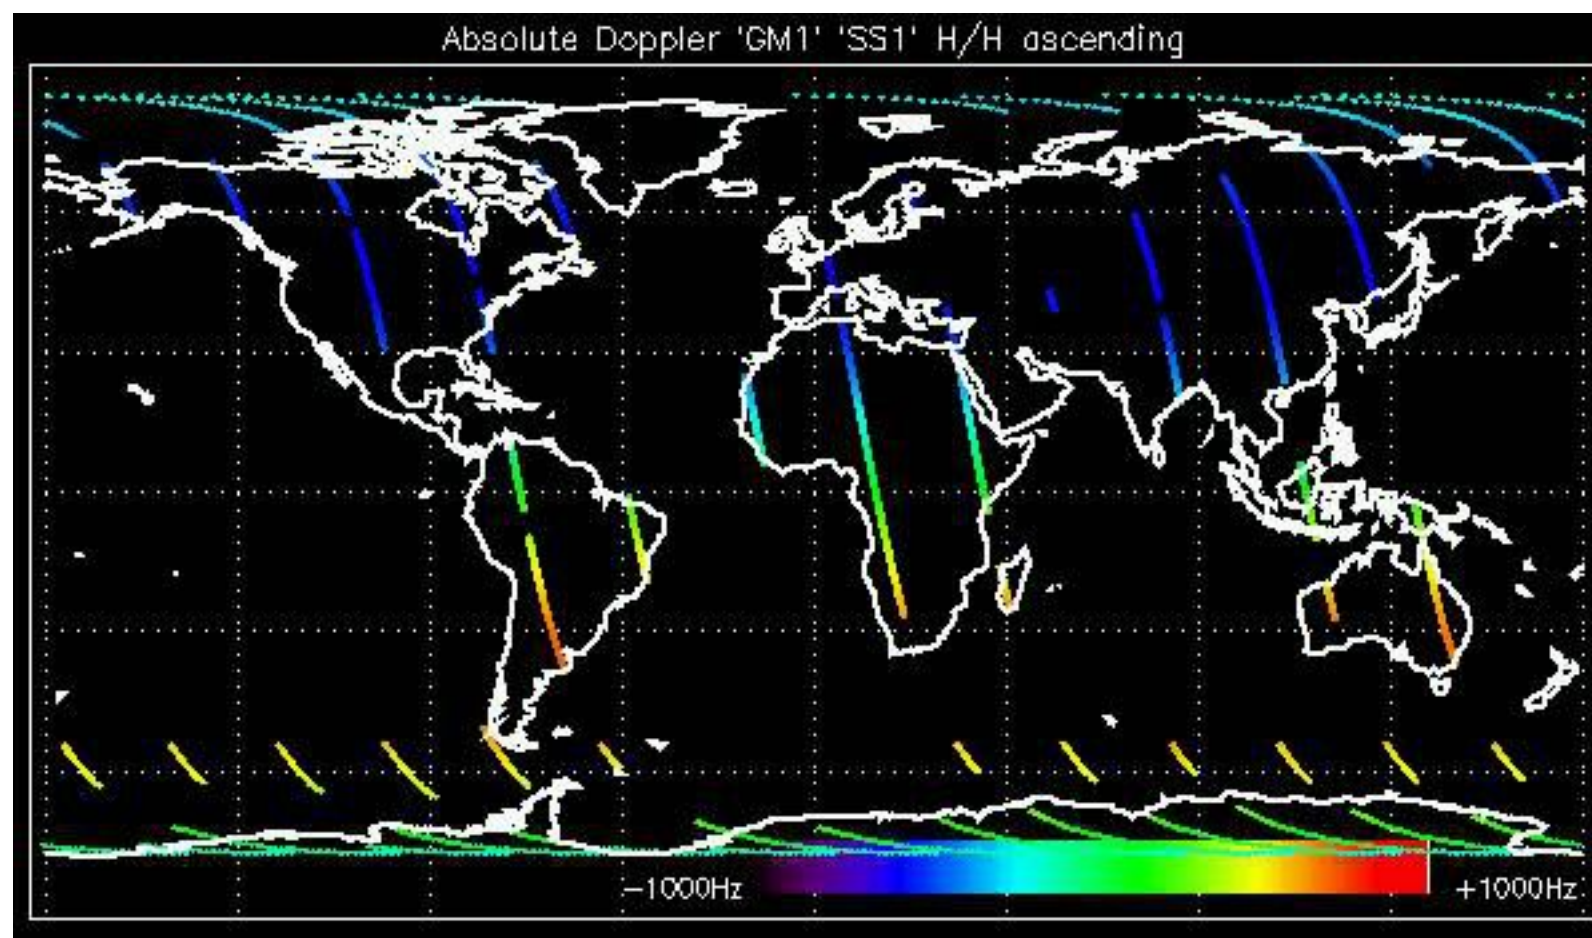 Absolute Doppler 'GM1' 'SS1' H/H ascending
−1000Hz
+1000Hz